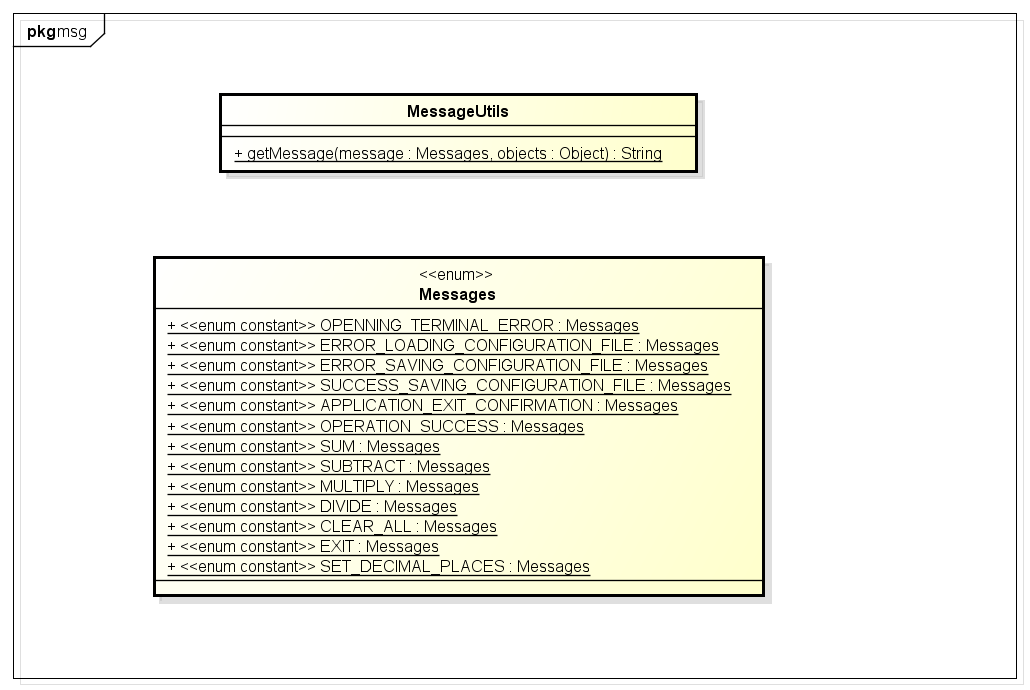 pkg msg
MessageUtils
+ getMessage(message : Messages, objects : Object) : String
<<enum>>
Messages
+ <<enum constant>> OPENNING_TERMINAL_ERROR : Messages
+ <<enum constant>> ERROR_LOADING_CONFIGURATION_FILE : Messages
+ <<enum constant>> ERROR_SAVING_CONFIGURATION_FILE : Messages
+ <<enum constant>> SUCCESS_SAVING_CONFIGURATION_FILE : Messages
+ <<enum constant>> APPLICATION_EXIT_CONFIRMATION : Messages
+ <<enum constant>> OPERATION_SUCCESS : Messages
+ <<enum constant>> SUM : Messages
+ <<enum constant>> SUBTRACT : Messages
+ <<enum constant>> MULTIPLY : Messages
+ <<enum constant>> DIVIDE : Messages
+ <<enum constant>> CLEAR_ALL : Messages
+ <<enum constant>> EXIT : Messages
+ <<enum constant>> SET_DECIMAL_PLACES : Messages